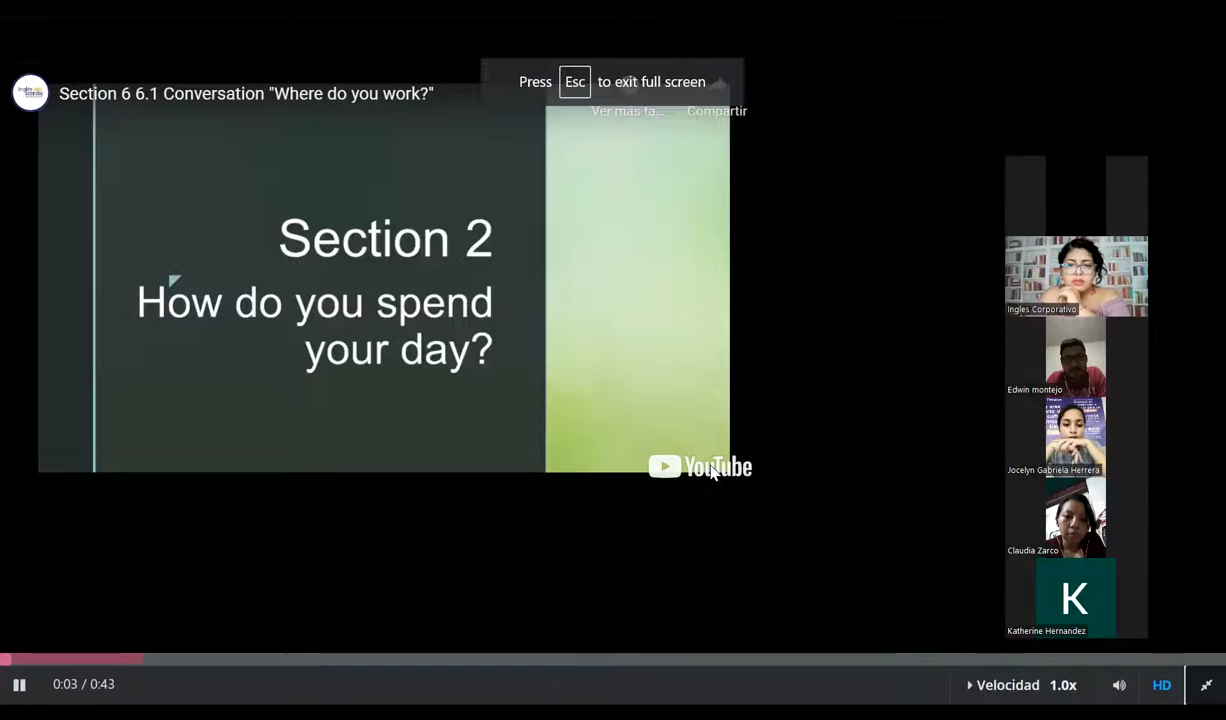 Press Esc to exit full screen
Section 6 6.1 Conversation "Where do you work?"
Ver más ta... Compartir
Section 2
How do you spend
your day?
YouTube
Ingles Corporativo
Edwin montejo
Jocelyn Gabriela Herrera
Claudia Zarco
K
Katherine Hernandez
0:03 / 0:43
Velocidad 1.0x
HD